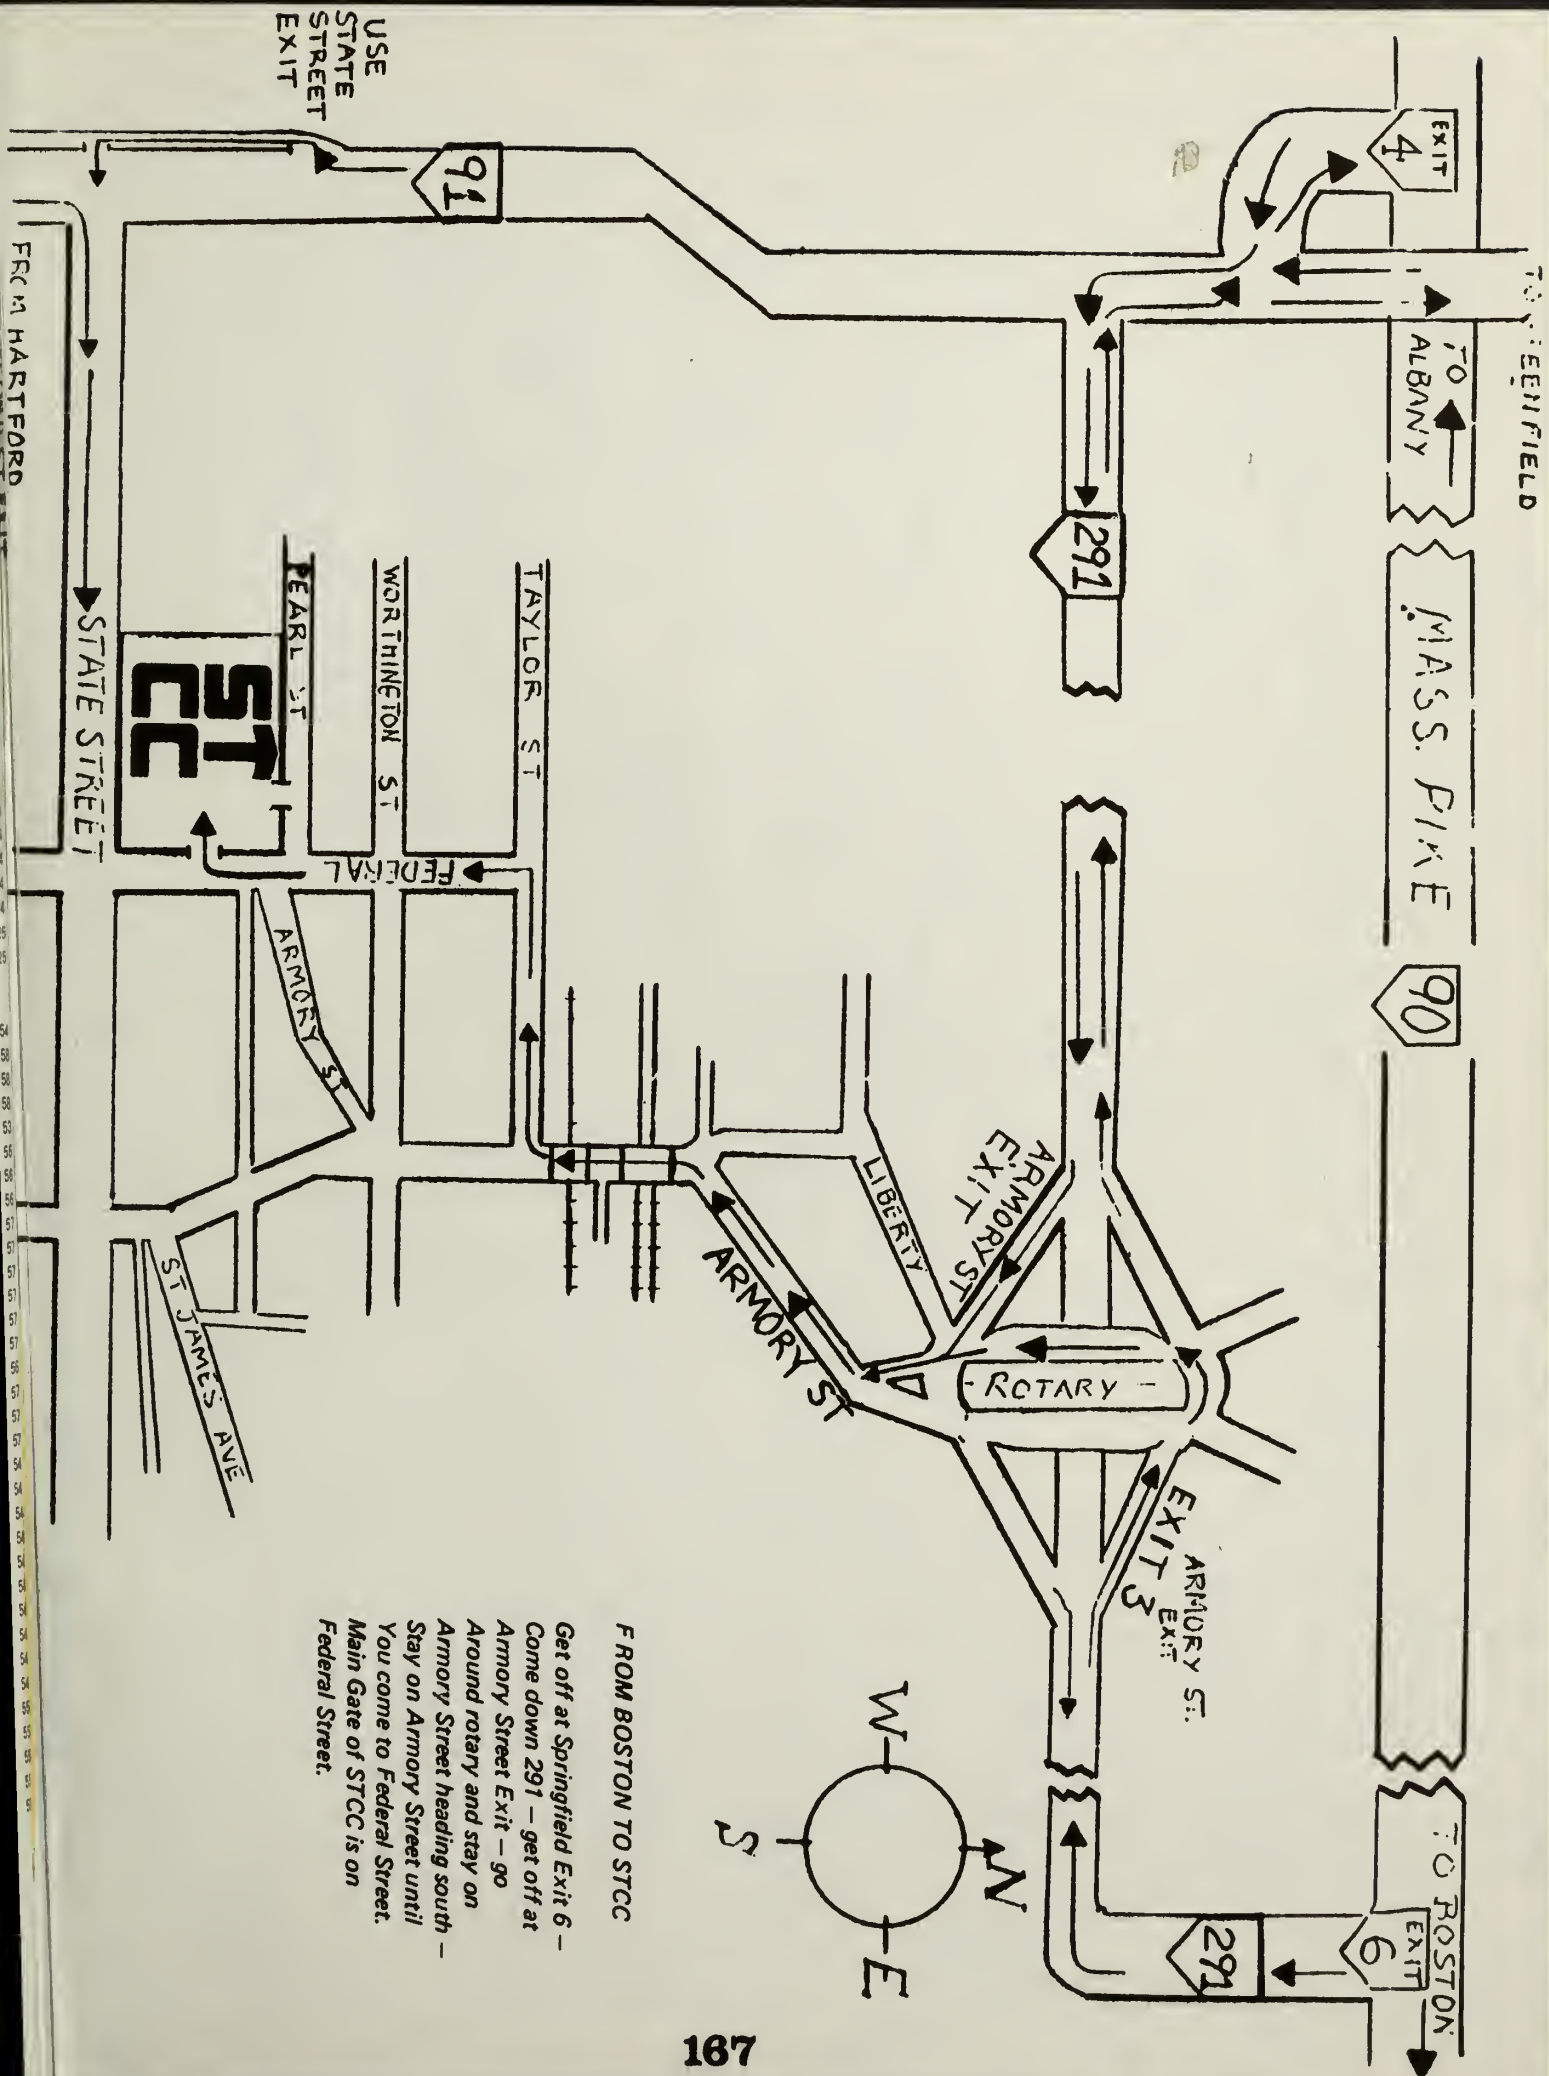 EXIT
4
TO
ALBANY
MASS. PIKE
90
TO BOSTON
EXIT
6
291
291
ARMORY ST.
EXIT
EXIT 3
ROTARY
ARMORY ST
EXIT
LIBERTY
ARMORY ST
91
USE
STATE
STREET
EXIT
TAYLOR ST
WORTHINGTON ST
PEARL ST
FEDERAL
ARMORY ST
ST JAMES AVE
ST
CC
STATE STREET
FROM HARTFORD
N
W
E
S
FROM BOSTON TO STCC
Get off at Springfield Exit 6 –
Come down 291 – get off at
Armory Street Exit – go
Around rotary and stay on
Armory Street heading south –
Stay on Armory Street until
You come to Federal Street.
Main Gate of STCC is on
Federal Street.
167